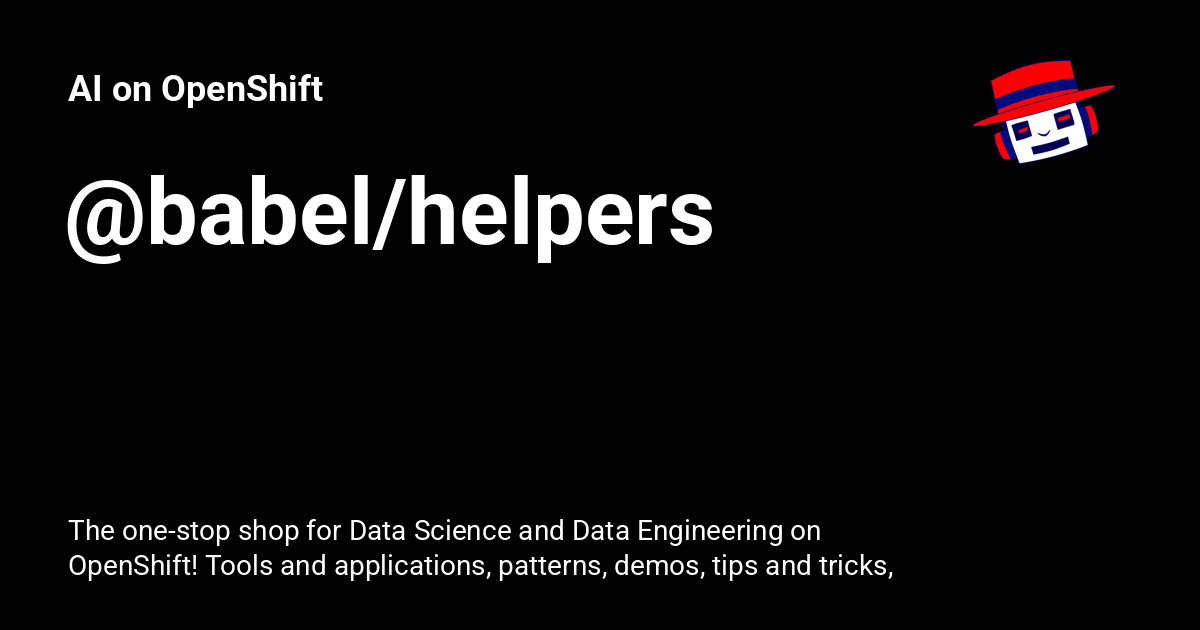 AI on OpenShift
@babel/helpers
The one-stop shop for Data Science and Data Engineering on
OpenShift! Tools and applications, patterns, demos, tips and tricks,